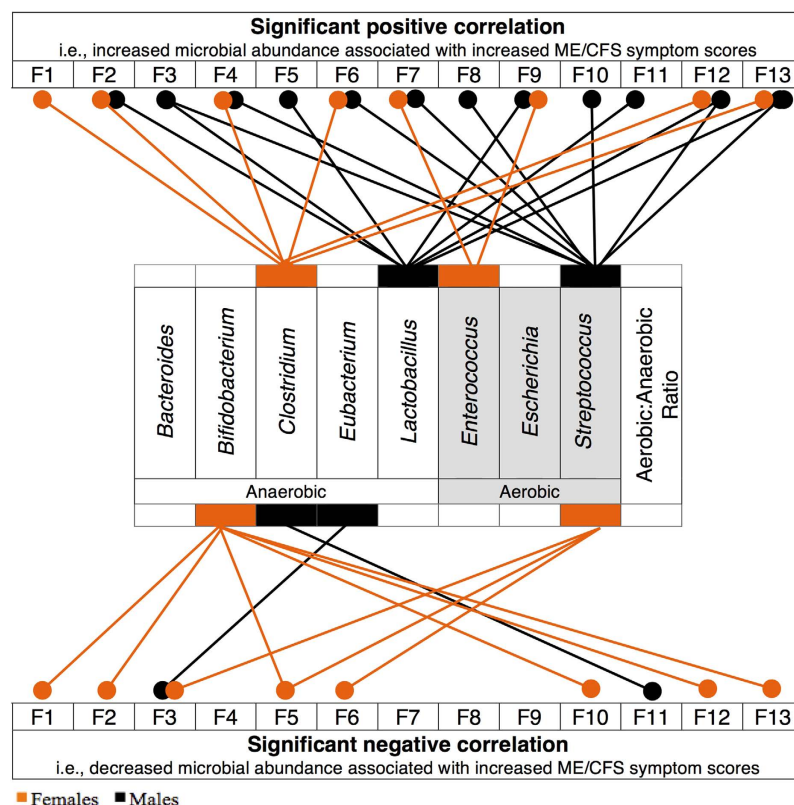 Significant positive correlation
i.e., increased microbial abundance associated with increased ME/CFS symptom scores
F1 F2 F3 F4 F5 F6 F7 F8 F9 F10 F11 F12 F13
Bacteroides
Bifidobacterium
Clostridium
Eubacterium
Lactobacillus
Enterococcus
Escherichia
Streptococcus
Aerobic:Anaerobic
Ratio
Anaerobic Aerobic
F1 F2 F3 F4 F5 F6 F7 F8 F9 F10 F11 F12 F13
Significant negative correlation
i.e., decreased microbial abundance associated with increased ME/CFS symptom scores
Females Males